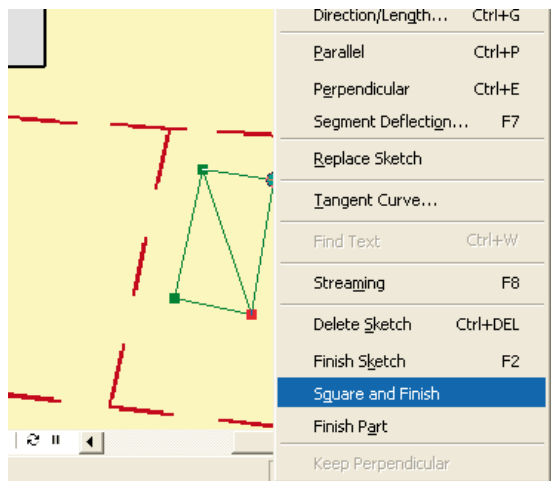 Direction/Length... Ctrl+G
Parallel Ctrl+P
Perpendicular Ctrl+E
Segment Deflection... F7
Replace Sketch
Tangent Curve...
Find Text Ctrl+W
Streaming F8
Delete Sketch Ctrl+DEL
Finish Sketch F2
Square and Finish
Finish Part
Keep Perpendicular